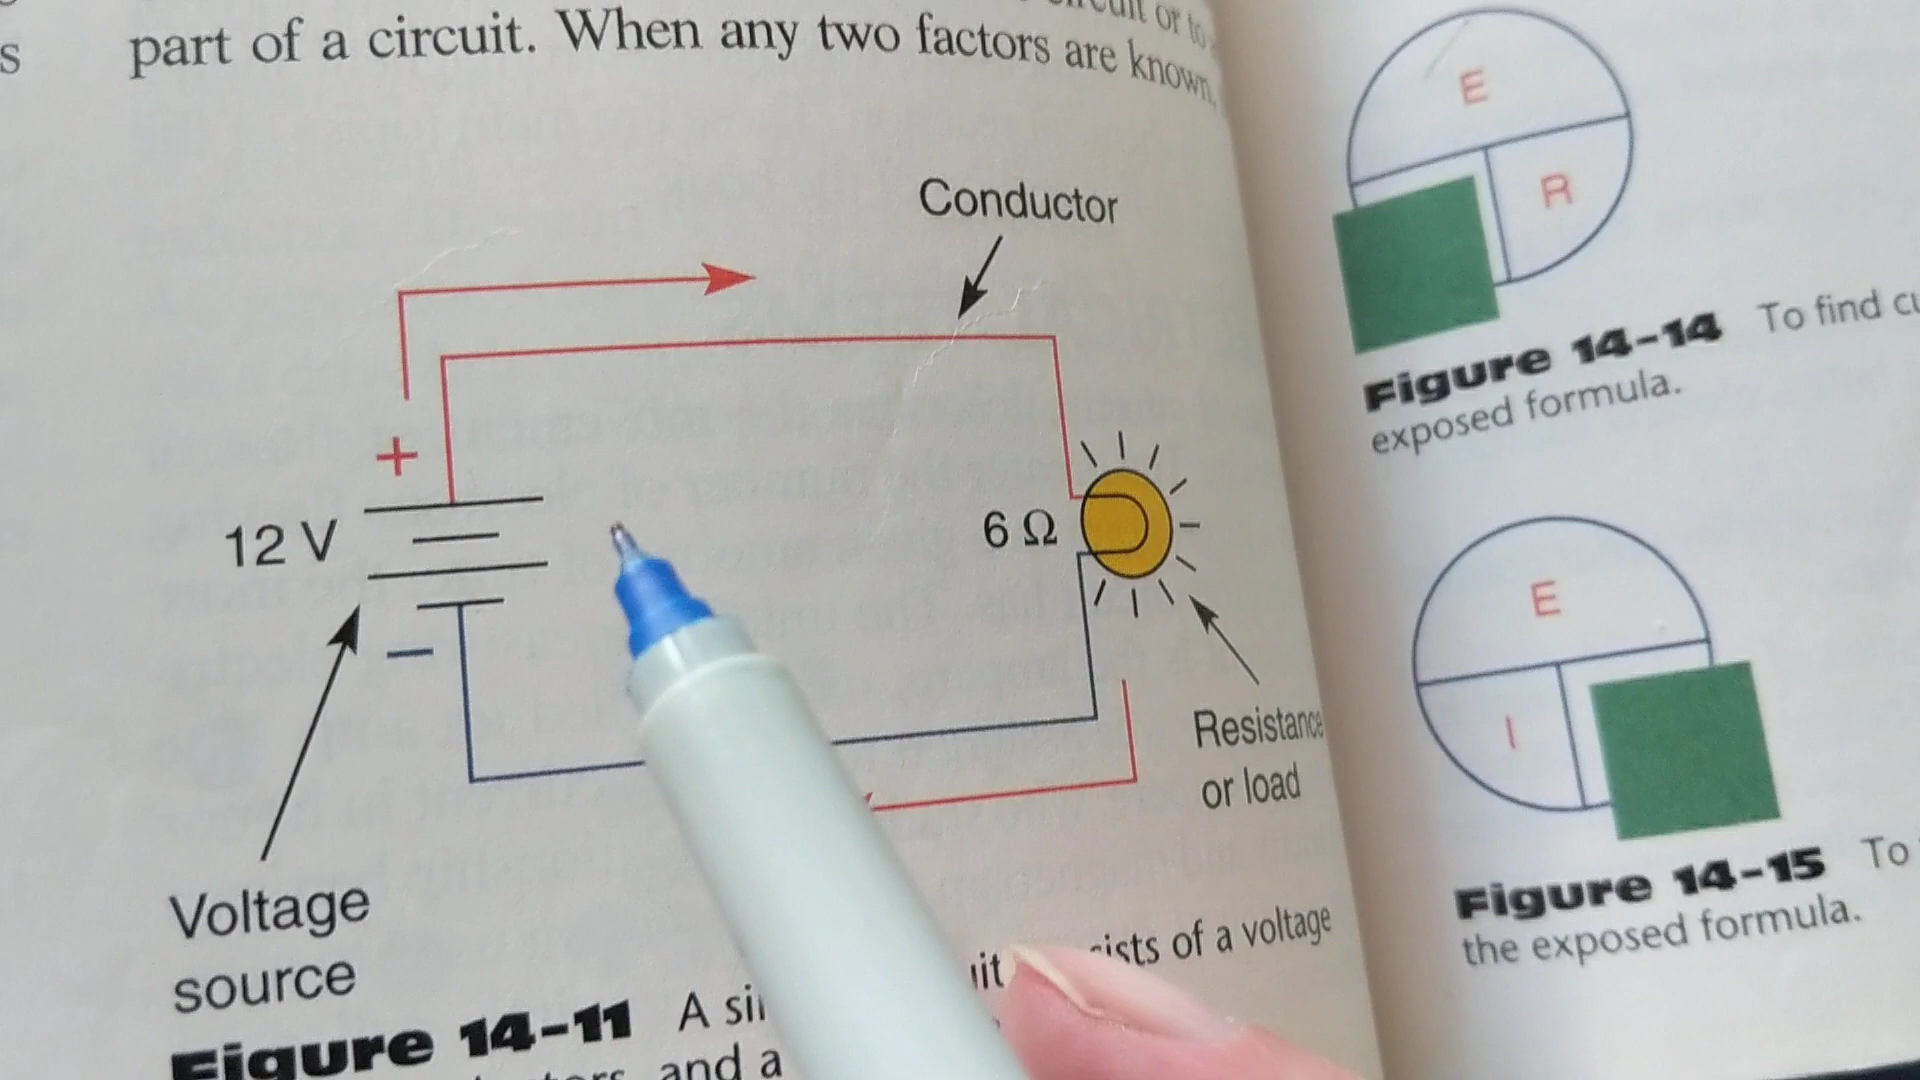 s
part of a circuit. When any two factors are known,
Conductor
+
12 V
6 Ω
−
Resistance
or load
Voltage
source
Figure 14-11 A
sists of a voltage
and a
E
R
Figure 14-14 To find
exposed formula.
E
I
Figure 14-15 To
the exposed formula.